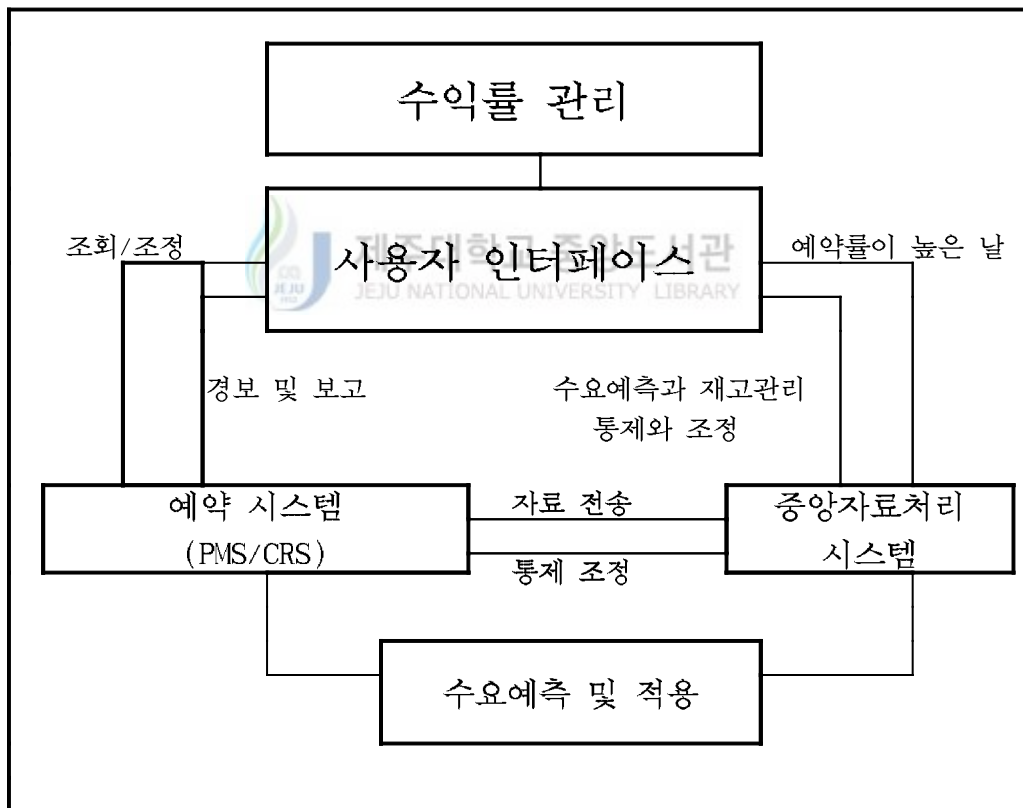 수익률 관리
조회/조정
사용자 인터페이스
예약률이 높은 날
제주대학교 중앙도서관
JEJU NATIONAL UNIVERSITY LIBRARY
JEJU
1952
경보 및 보고
수요예측과 재고관리
통제와 조정
예약 시스템
(PMS/CRS)
자료 전송
통제 조정
중앙자료처리
시스템
수요예측 및 적용